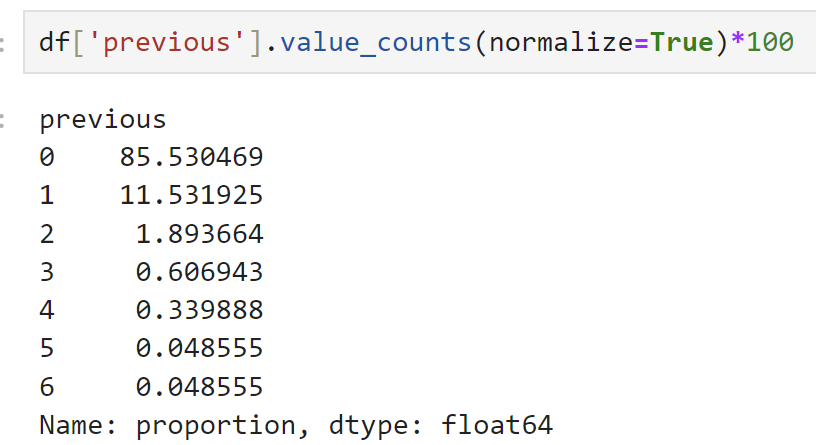 : df['previous'].value_counts(normalize=True)*100
: previous
0 85.530469
1 11.531925
2 1.893664
3 0.606943
4 0.339888
5 0.048555
6 0.048555
Name: proportion, dtype: float64